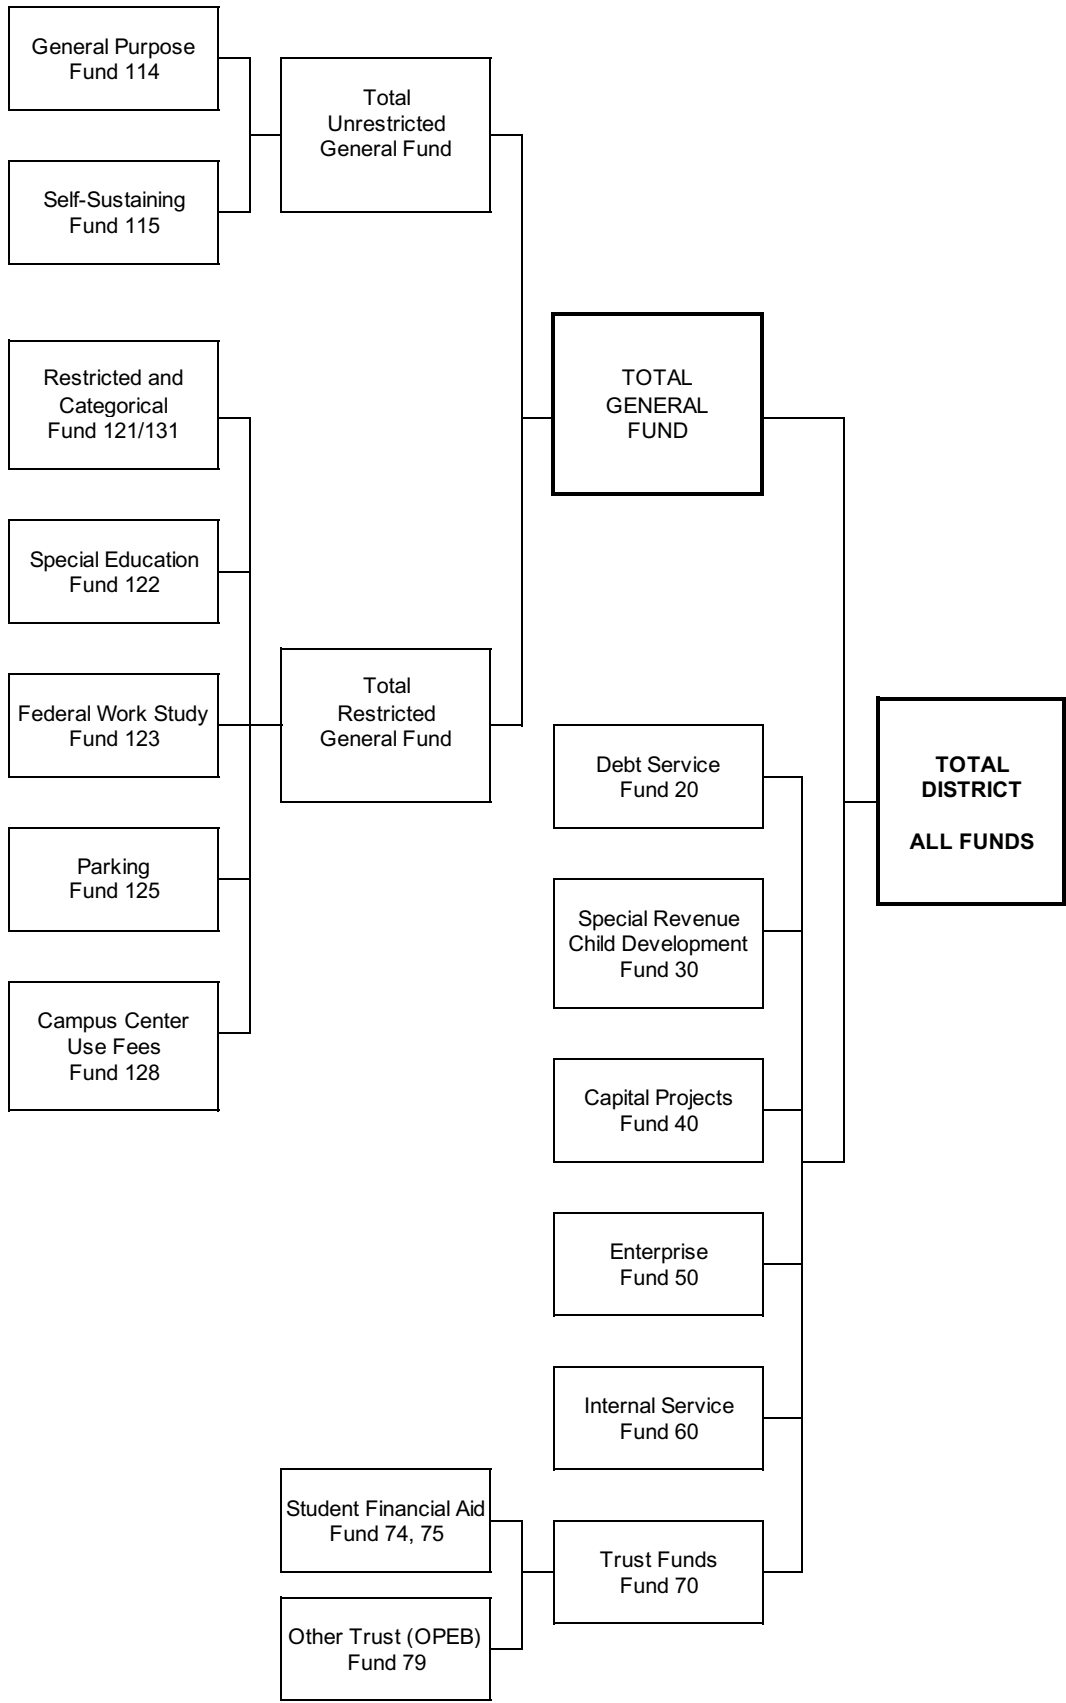 General Purpose
Fund 114
Self-Sustaining
Fund 115
Total
Unrestricted
General Fund
Restricted and
Categorical
Fund 121/131
Special Education
Fund 122
Federal Work Study
Fund 123
Parking
Fund 125
Campus Center
Use Fees
Fund 128
Total
Restricted
General Fund
TOTAL
GENERAL
FUND
Debt Service
Fund 20
Special Revenue
Child Development
Fund 30
Capital Projects
Fund 40
Enterprise
Fund 50
Internal Service
Fund 60
Student Financial Aid
Fund 74, 75
Other Trust (OPEB)
Fund 79
Trust Funds
Fund 70
TOTAL
DISTRICT
ALL FUNDS